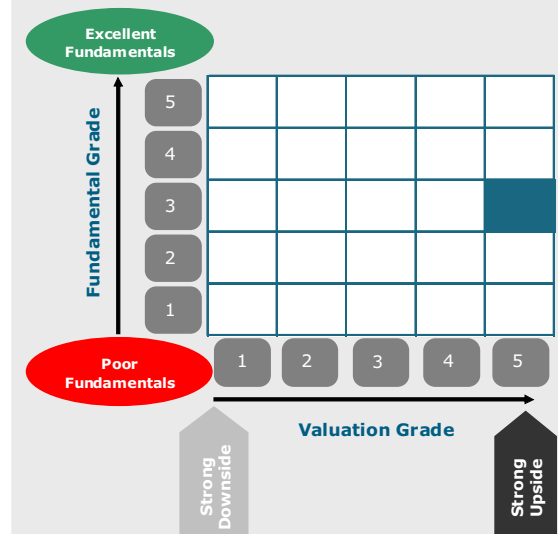 Excellent
Fundamentals
Fundamental Grade
5
4
3
2
1
Poor
Fundamentals
1
2
3
4
5
Valuation Grade
Strong
Downside
Strong
Upside